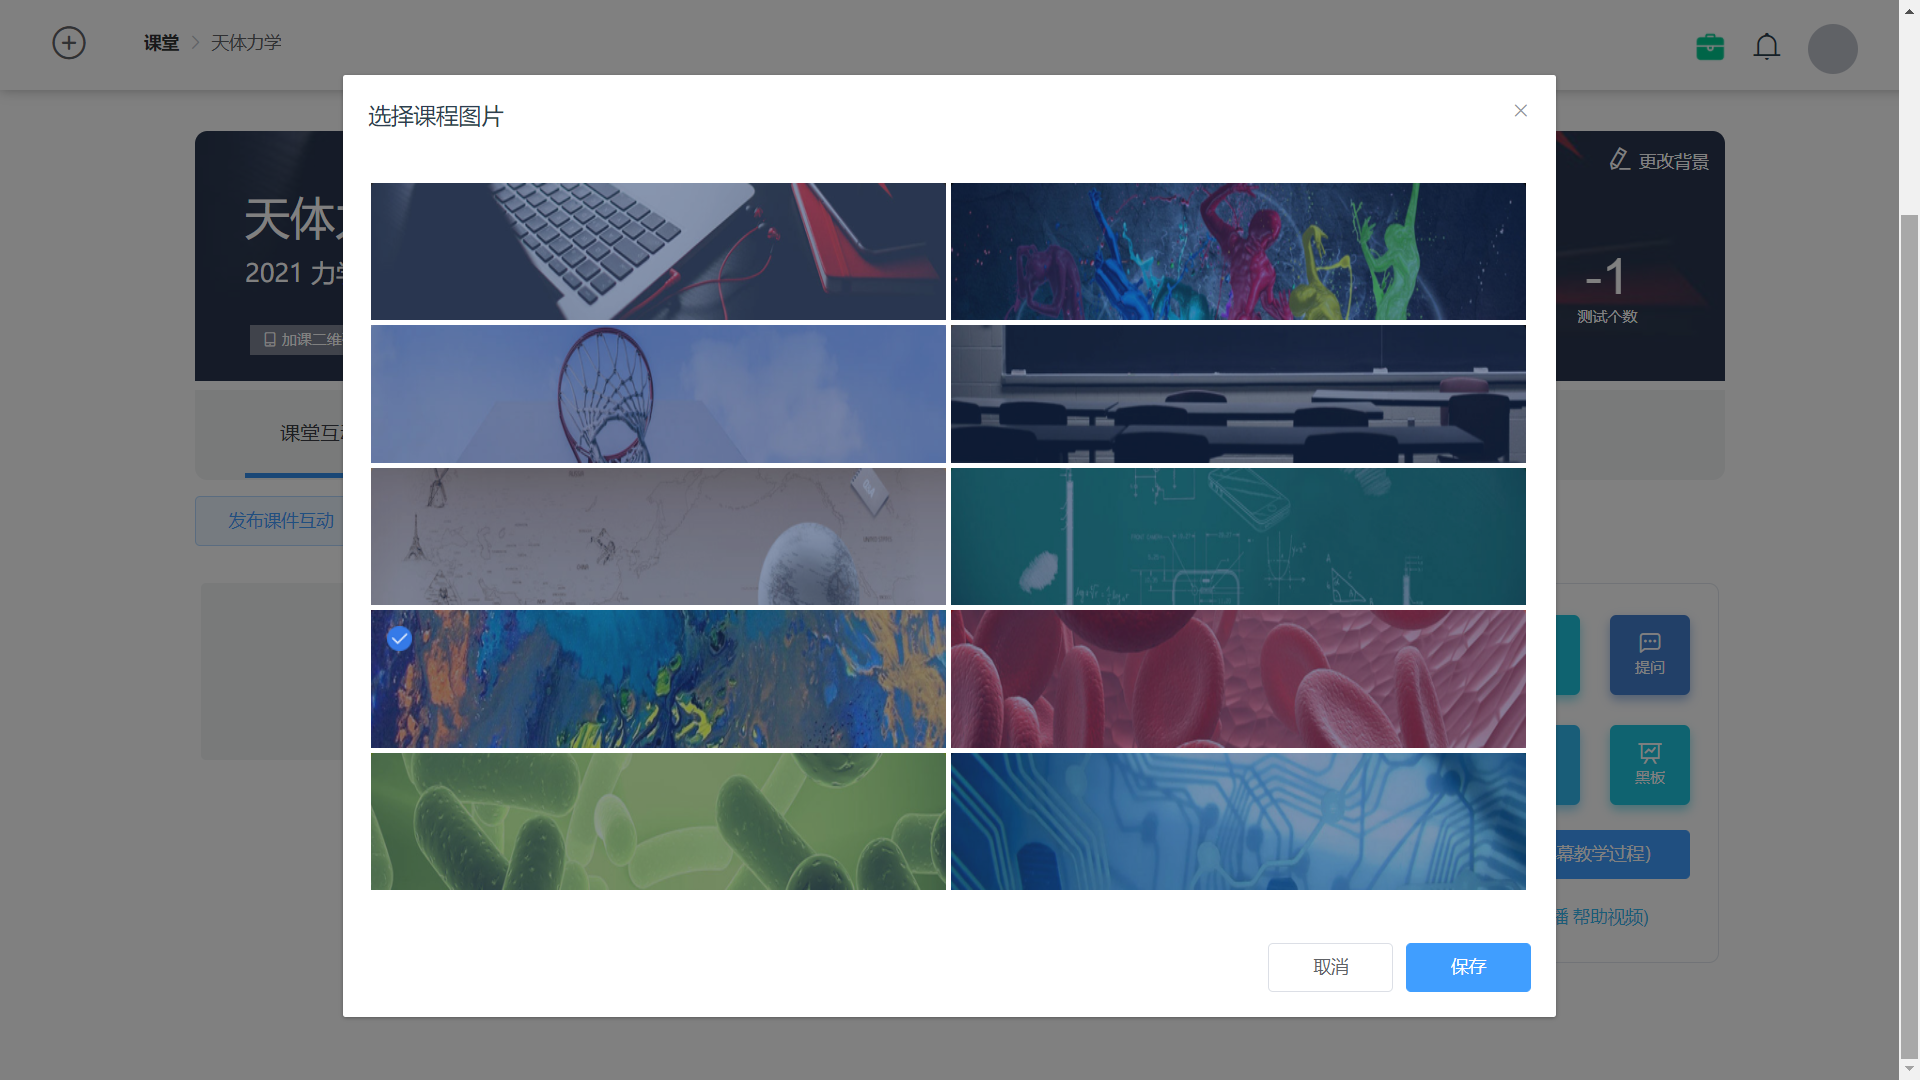 课堂 > 天体力学
选择课程图片
更改背景
天体
2021 力学
-1
测试个数
加课二维
课堂互动
发布课件互动
提问
黑板
幕教学过程)
播 帮助视频)
取消
保存